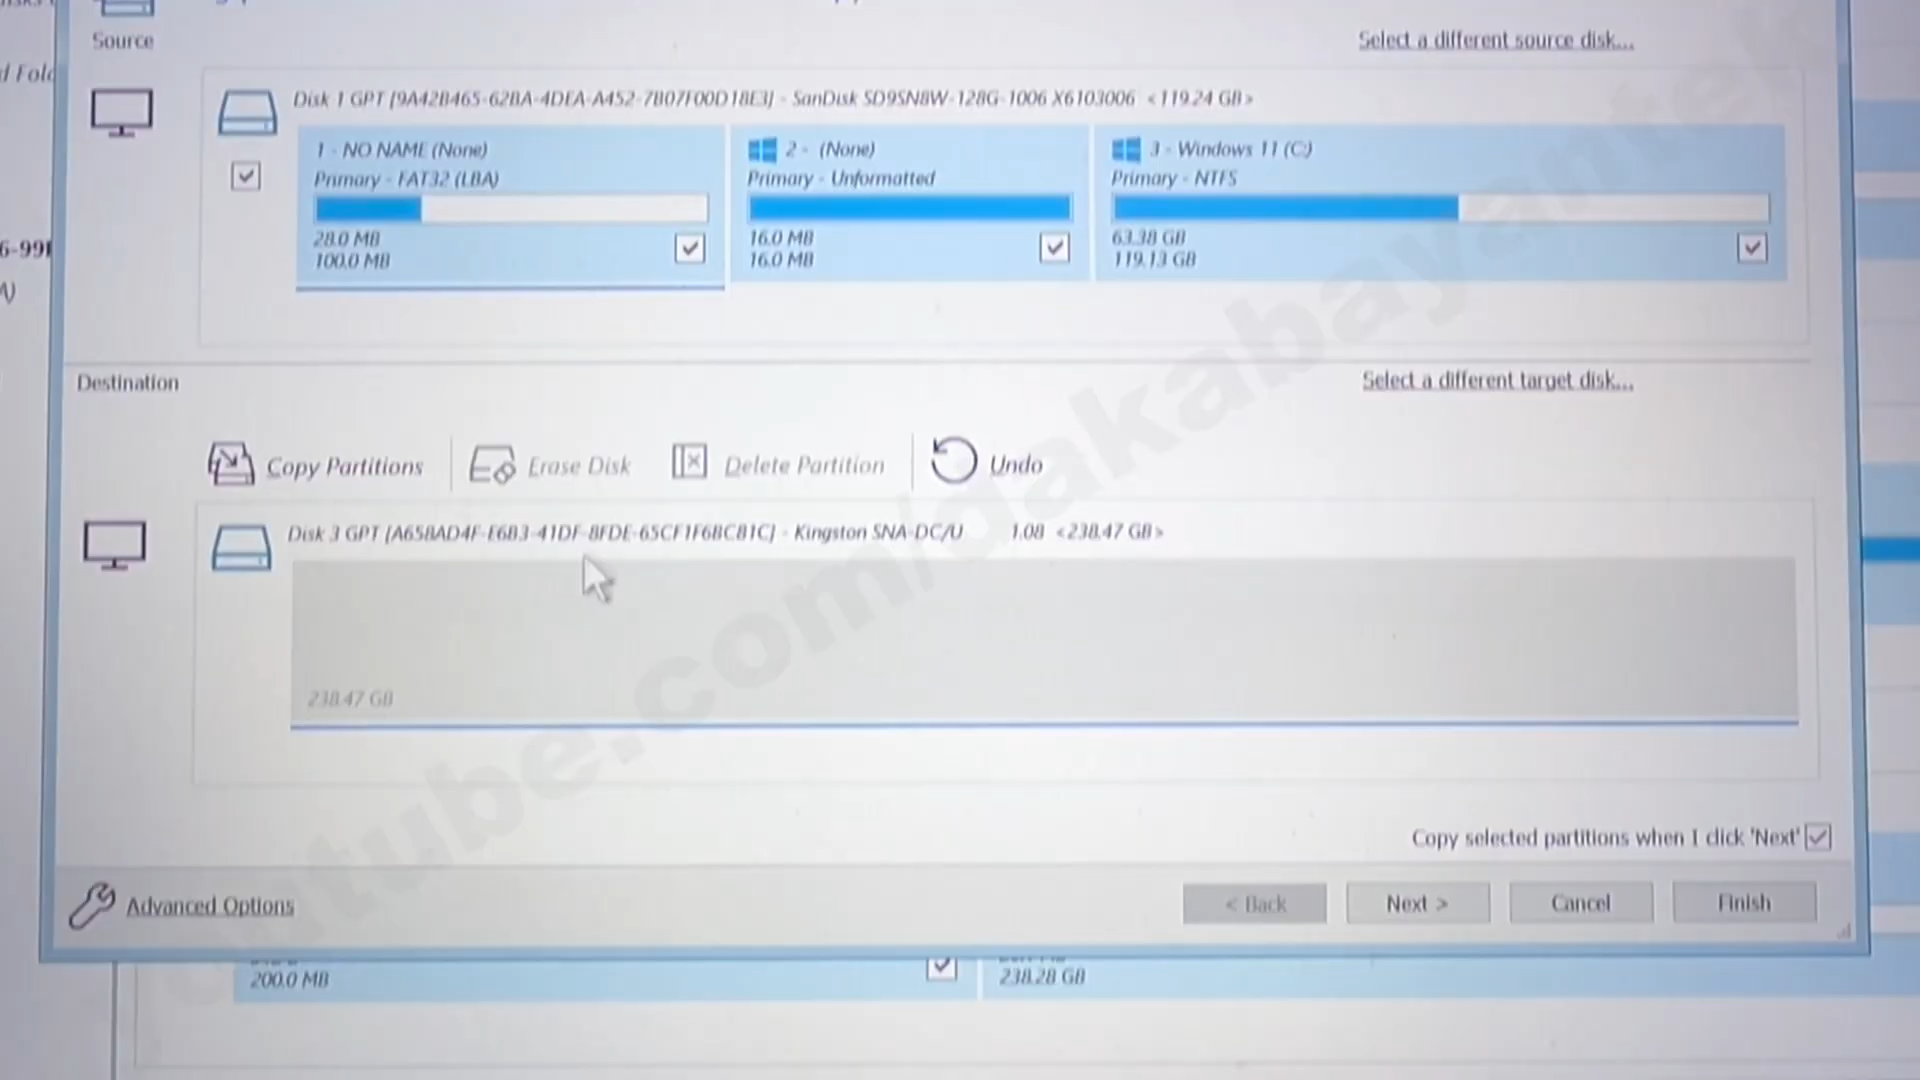 Source
Select a different source disk...
Disk 1 GPT [9A42B465-62BA-4DEA-A452-7B07F00D18E3] - SanDisk SD9SN8W-128G-1006 X6103006 <119.24 GB>
1 - NO NAME (None)
Primary - FAT32 (LBA)
28.0 MB
100.0 MB
2 - (None)
Primary - Unformatted
16.0 MB
16.0 MB
3 - Windows 11 (C:)
Primary - NTFS
63.38 GB
119.13 GB
Destination
Select a different target disk...
Copy Partitions
Erase Disk
Delete Partition
Undo
Disk 3 GPT [A658AD4F-E6B3-41DF-8FDE-65CF1F6BC81C] - Kingston SNA-DC/U 1.08 <238.47 GB>
238.47 GB
Copy selected partitions when I click 'Next'
Advanced Options
< Back
Next >
Cancel
Finish
200.0 MB
238.28 GB
6-99